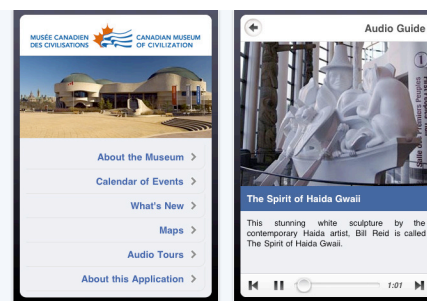 MUSÉE CANADIEN
DES CIVILISATIONS
CANADIAN MUSEUM
OF CIVILIZATION
About the Museum
Calendar of Events
What's New
Maps
Audio Tours
About this Application
Audio Guide
1
The Spirit of Haida Gwaii
This stunning white sculpture by the
contemporary Haida artist, Bill Reid is called
The Spirit of Haida Gwaii.
1:01